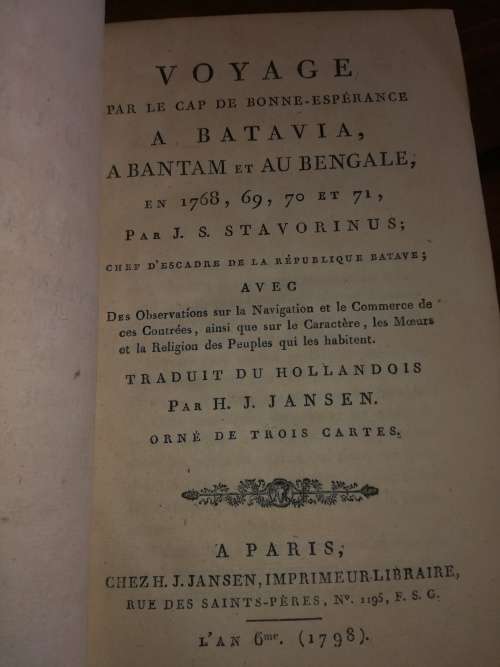 VOYAGE
PAR LE CAP DE BONNE-ESPÉRANCE
A BATAVIA,
A BANTAM ET AU BENGALE,
EN 1768, 69, 70 ET 71,
PAR J. S. STAVORINUS;
CHEF D'ESCADRE DE LA RÉPUBLIQUE BATAVE;
AVEC
Des Observations sur la Navigation et le Commerce de
ces Contrées, ainsi que sur le Caractère, les Mœurs
et la Religion des Peuples qui les habitent.
TRADUIT DU HOLLANDOIS
PAR H. J. JANSEN.
ORNÉ DE TROIS CARTES.
A PARIS,
CHEZ H. J. JANSEN, IMPRIMEUR-LIBRAIRE,
RUE DES SAINTS-PÈRES, No. 1195, F. S. G.
L'AN 6me. (1798).